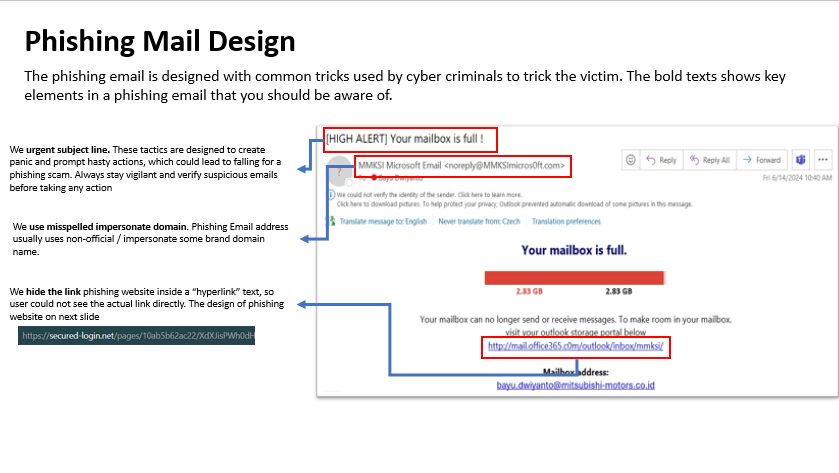 Phishing Mail Design
The phishing email is designed with common tricks used by cyber criminals to trick the victim. The bold texts shows key
elements in a phishing email that you should be aware of.
We urgent subject line. These tactics are designed to create
panic and prompt hasty actions, which could lead to falling for a
phishing scam. Always stay vigilant and verify suspicious emails
before taking any action
We use misspelled impersonate domain. Phishing Email address
usually uses non-official / impersonate some brand domain
name.
We hide the link phishing website inside a “hyperlink” text, so
user could not see the actual link directly. The design of phishing
website on next slide
https://secured-login.net/pages/10ab5b62ac22/XdXJisPWh0dH
[HIGH ALERT] Your mailbox is full !
MMKSI Microsoft Email <noreply@MMKSImicros0ft.com>
?
Bayu Dwiyanto
Reply
Reply All
Forward
Fri 6/14/2024 10:40 AM
We could not verify the identity of the sender. Click here to learn more.
Click here to download pictures. To help protect your privacy, Outlook prevented automatic download of some pictures in this message.
Translate message to: English
Never translate from: Czech
Translation preferences
Your mailbox is full.
2.83 GB
2.83 GB
Your mailbox can no longer send or receive messages. To make room in your mailbox.
visit your outlook storage portal below
http://mail.office365.c0m/outlook/inbox/mmksi/
Mailbox address:
bayu.dwiyanto@mitsubishi-motors.co.id